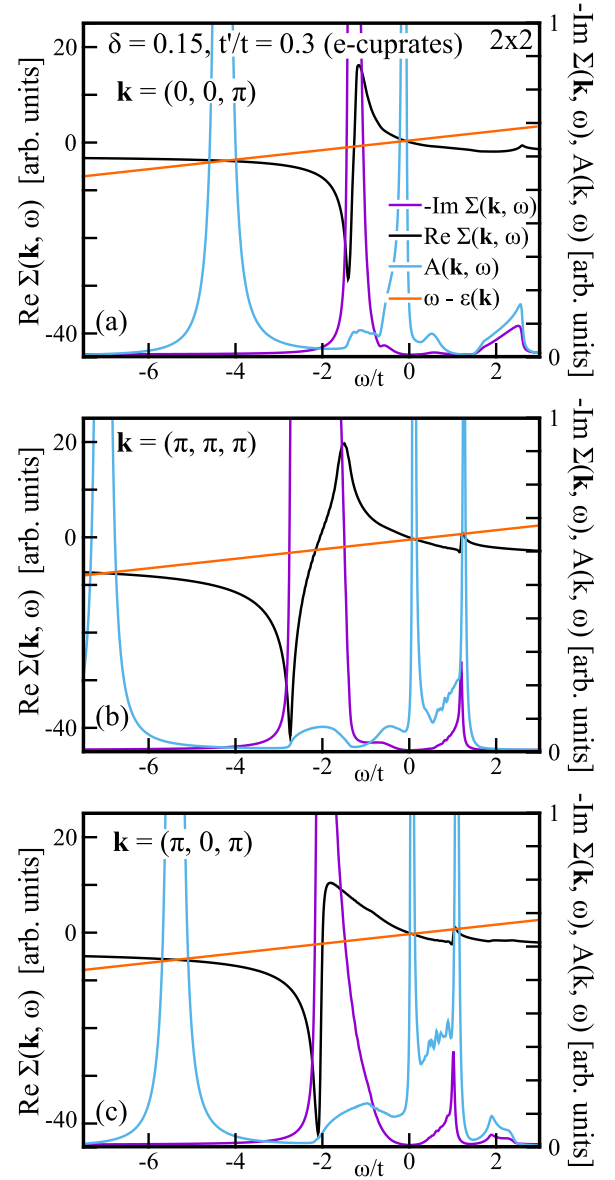 δ = 0.15, t'/t = 0.3 (e-cuprates)
2x2
k = (0, 0, π)
20
0
-40
Re Σ(k, ω) [arb. units]
-Im Σ(k, ω)
Re Σ(k, ω)
A(k, ω)
ω - ε(k)
(a)
1
0
-Im Σ(k, ω), A(k, ω) [arb. units]
-6
-4
-2
0
2
ω/t
k = (π, π, π)
20
0
-40
Re Σ(k, ω) [arb. units]
(b)
1
0
-Im Σ(k, ω), A(k, ω) [arb. units]
-6
-4
-2
0
2
ω/t
k = (π, 0, π)
20
0
-40
Re Σ(k, ω) [arb. units]
(c)
1
0
-Im Σ(k, ω), A(k, ω) [arb. units]
-6
-4
-2
0
2
ω/t